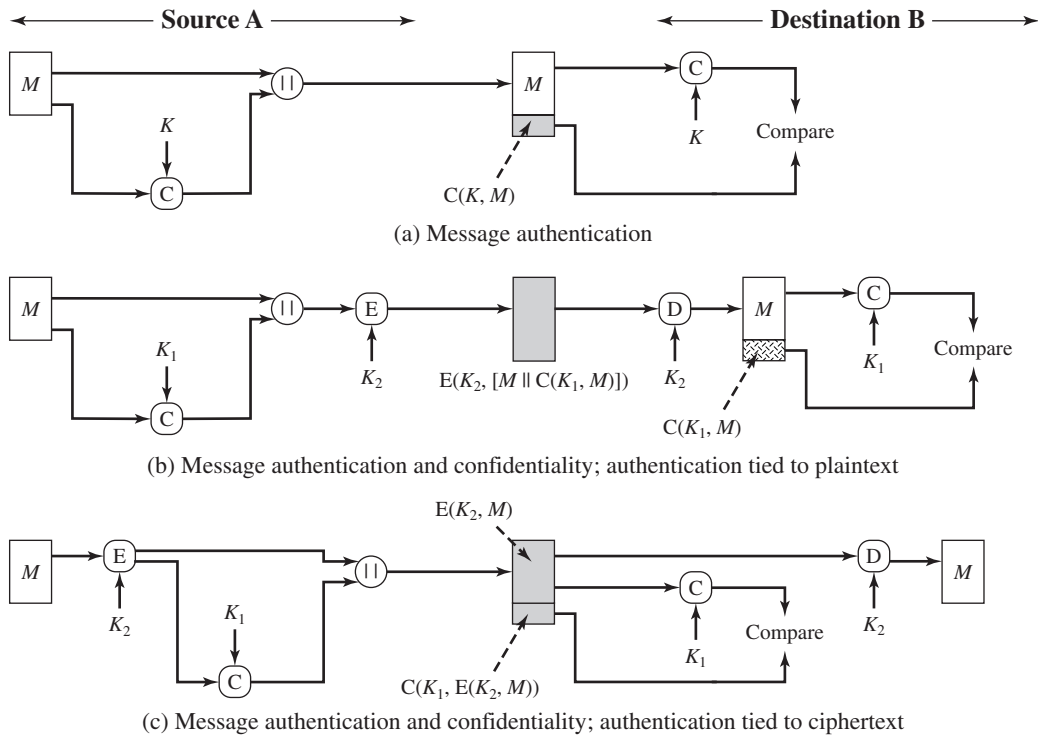 Source A
Destination B
M
||
M
C
K
Compare
K
C
C(K, M)
(a) Message authentication
M
||
E
D
M
C
K₁
K₂
E(K₂, [M || C(K₁, M)])
K₂
K₁
Compare
C
C(K₁, M)
(b) Message authentication and confidentiality; authentication tied to plaintext
E(K₂, M)
M
E
||
D
M
K₂
K₁
C
K₁
Compare
K₂
C
C(K₁, E(K₂, M))
(c) Message authentication and confidentiality; authentication tied to ciphertext